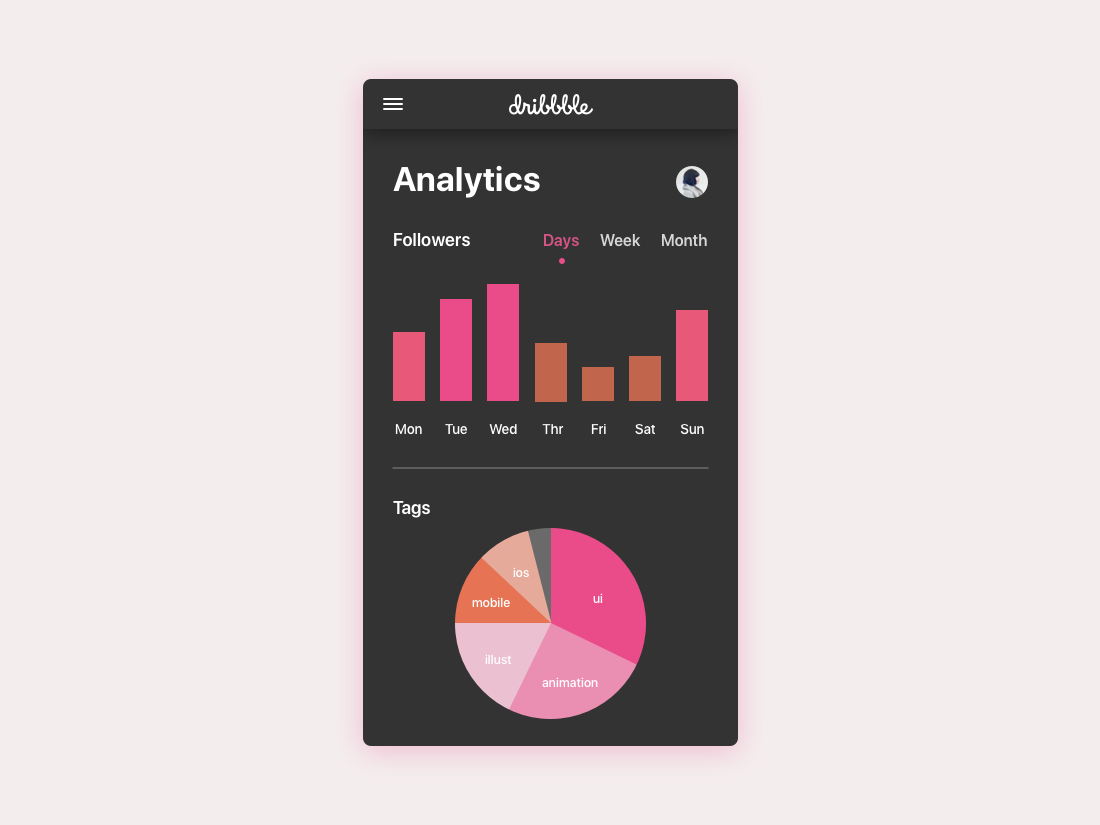 dribbble
Analytics
Followers Days Week Month
Mon Tue Wed Thr Fri Sat Sun
Tags
ios
ui
mobile
illust
animation